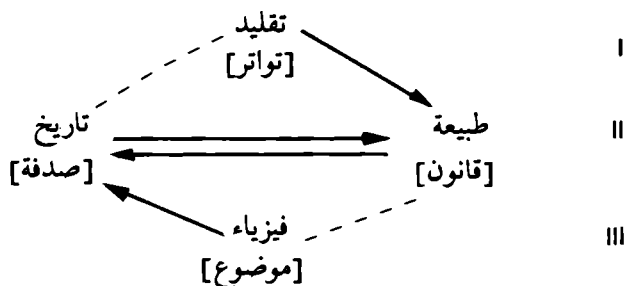 تقليد
[تواتر]
I
طبيعة
تاريخ
II
[قانون]
[صدفة]
فيزياء
III
[موضوع]